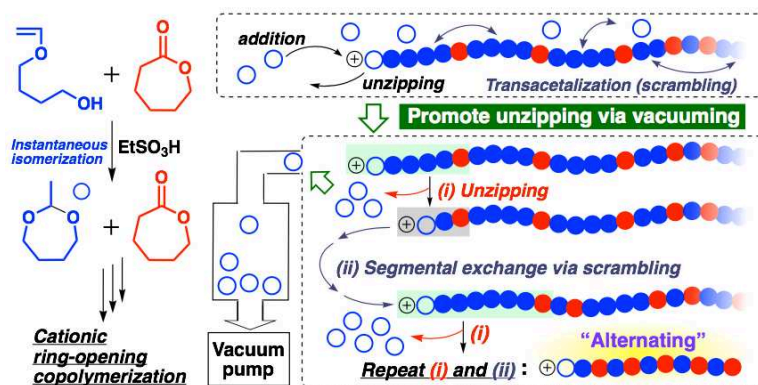 O
OH
+
O
O
Instantaneous
isomerization
EtSO3H
O
O
+
O
O
Cationic
ring-opening
copolymerization
addition
+
unzipping
Transacetalization (scrambling)
Promote unzipping via vacuuming
+
(i) Unzipping
+
(ii) Segmental exchange via scrambling
+
(i)
Vacuum
pump
Repeat (i) and (ii) :
"Alternating"
+